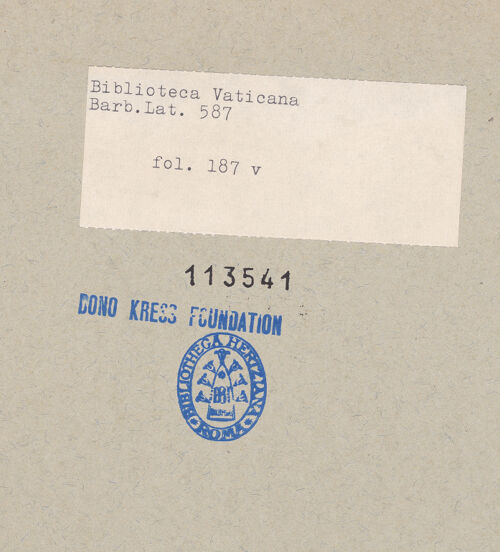 Biblioteca Vaticana
Barb.Lat. 587
fol. 187 v
113541
DONO KRESS FOUNDATION
BIBLIOTHECA HERTZIANA
ROMA